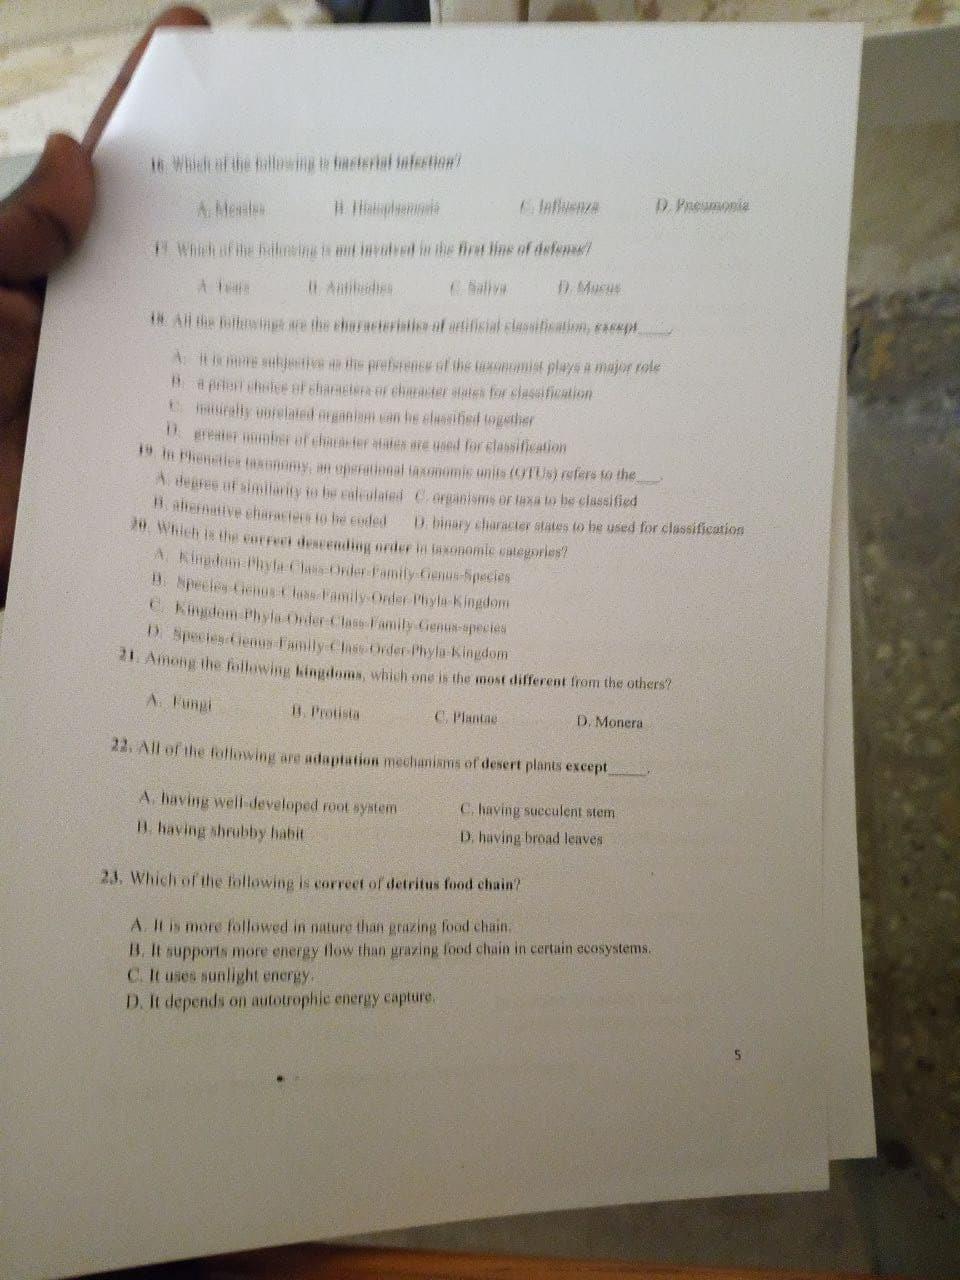 16. Which of the following is bacterial infection?
A. Measles B. Histoplasmosis C. Influenza D. Pneumonia
17. Which of the following is not involved in the first line of defense?
A. Tears B. Antibodies C. Saliva D. Mucus
18. All the followings are the characteristics of artificial classification, except_____
A. it is more subjective as the preference of the taxonomist plays a major role
B. a priori choice of characters or character states for classification
C. naturally unrelated organism can be classified together
D. greater number of character states are used for classification
19. In Phenetics taxonomy, an operational taxonomic units (OTUs) refers to the____.
A. degree of similarity to be calculated C. organisms or taxa to be classified
B. alternative characters to be coded D. binary character states to be used for classification
20. Which is the correct descending order in taxonomic categories?
A. Kingdom-Phyla-Class-Order-Family-Genus-Species
B. Species-Genus-Class-Family-Order-Phyla-Kingdom
C. Kingdom-Phyla-Order-Class-Family-Genus-species
D. Species-Genus-Family-Class-Order-Phyla-Kingdom
21. Among the following kingdoms, which one is the most different from the others?
A. Fungi B. Protista C. Plantae D. Monera
22. All of the following are adaptation mechanisms of desert plants except_____.
A. having well-developed root system C. having succulent stem
B. having shrubby habit D. having broad leaves
23. Which of the following is correct of detritus food chain?
A. It is more followed in nature than grazing food chain.
B. It supports more energy flow than grazing food chain in certain ecosystems.
C. It uses sunlight energy.
D. It depends on autotrophic energy capture.
5